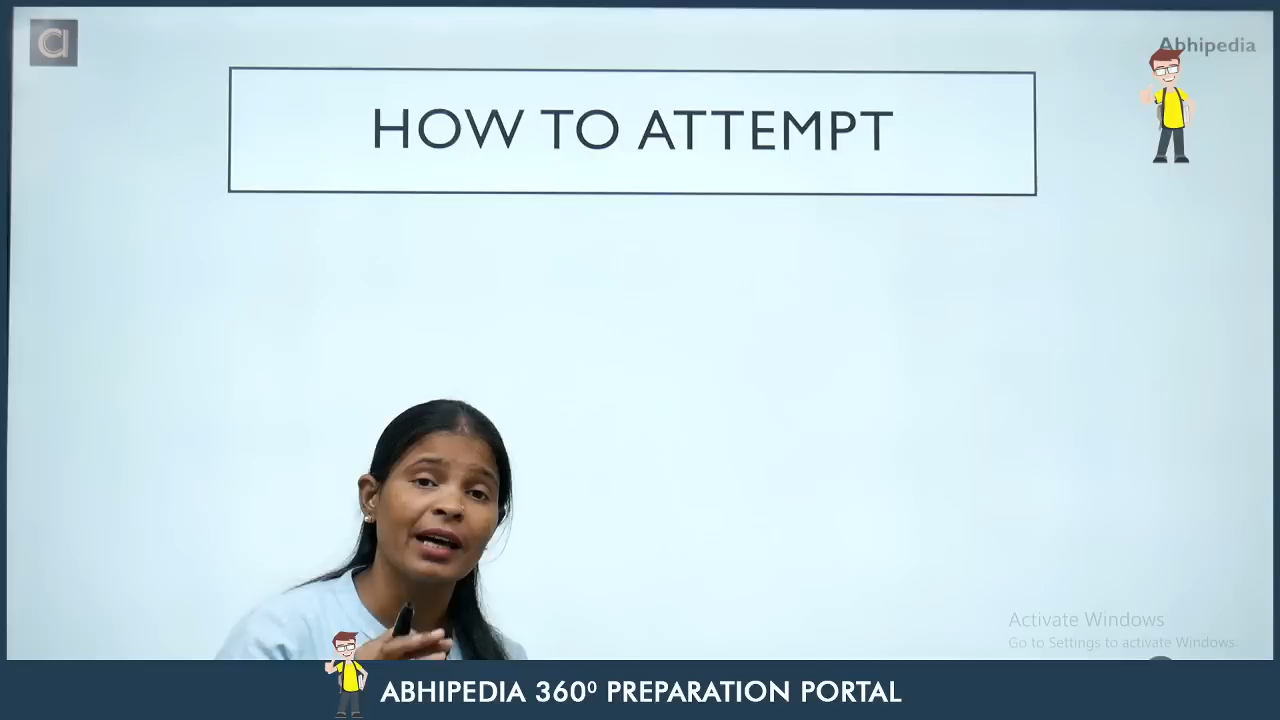 Abhipedia
HOW TO ATTEMPT
Activate Windows
Go to Settings to activate Windows.
ABHIPEDIA 360⁰ PREPARATION PORTAL